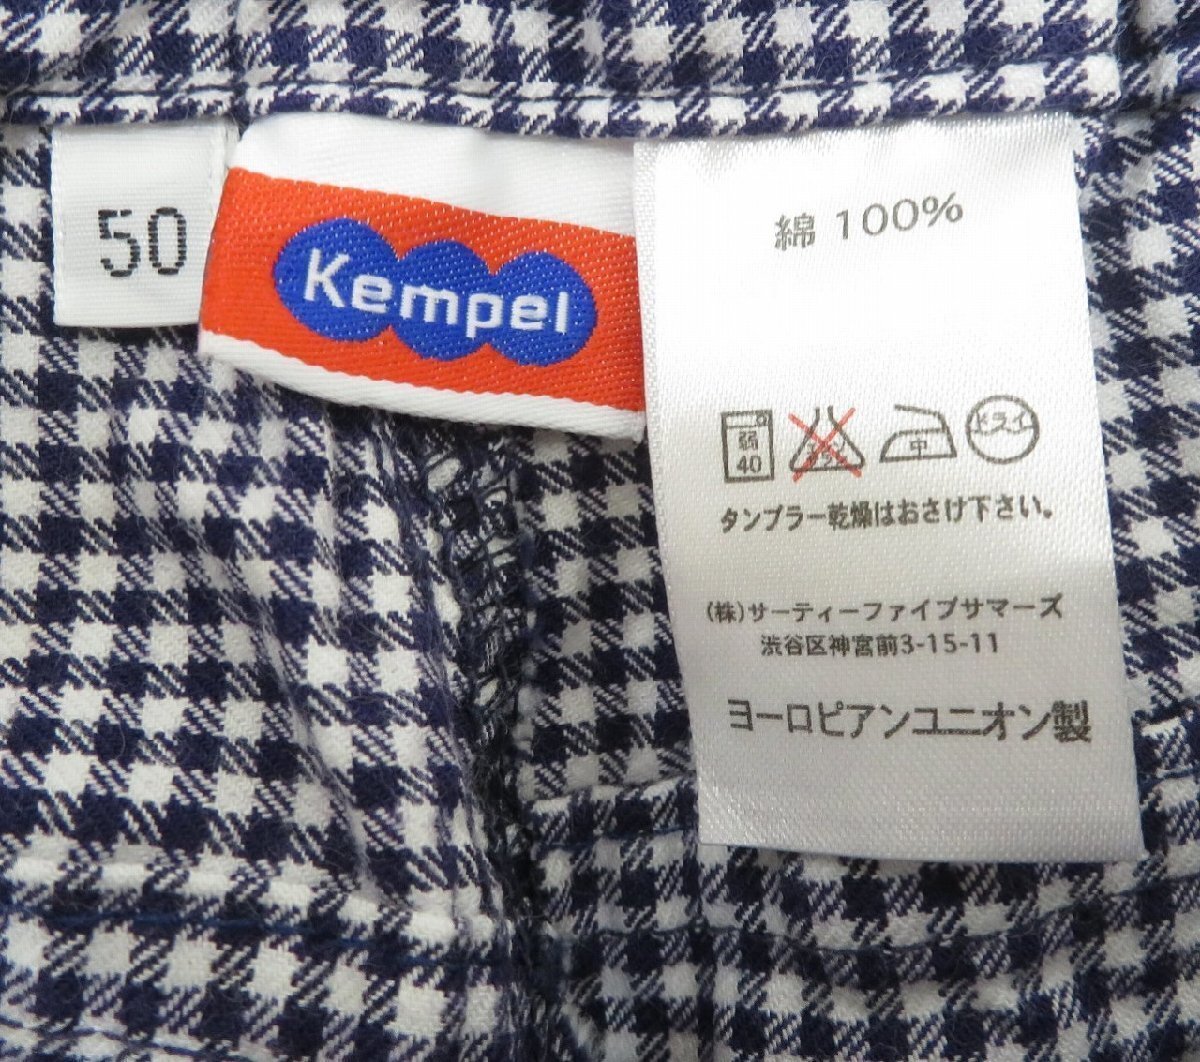 50
Kempel
綿 100%
弱
40
エンソ
中
ドライ
タンブラー乾燥はおさけ下さい。
(株)サーティーファイブサマーズ
渋谷区神宮前3-15-11
ヨーロピアンユニオン製